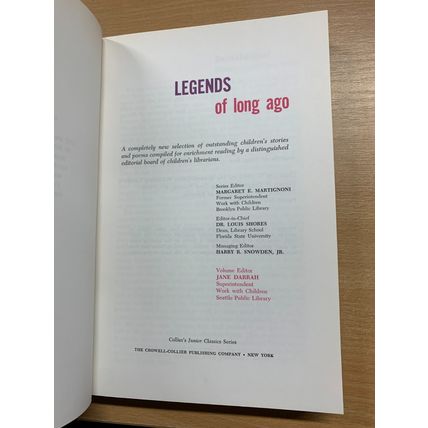 LEGENDS
of long ago
A completely new selection of outstanding children's stories
and poems compiled for enrichment reading by a distinguished
editorial board of children's librarians.
Series Editor
MARGARET E. MARTIGNONI
Former Superintendent
Work with Children
Brooklyn Public Library
Editor-in-Chief
DR. LOUIS SHORES
Dean, Library School
Florida State University
Managing Editor
HARRY R. SNOWDEN, JR.
Volume Editor
JANE DARRAH
Superintendent
Work with Children
Seattle Public Library
Collier's Junior Classics Series
THE CROWELL-COLLIER PUBLISHING COMPANY • NEW YORK